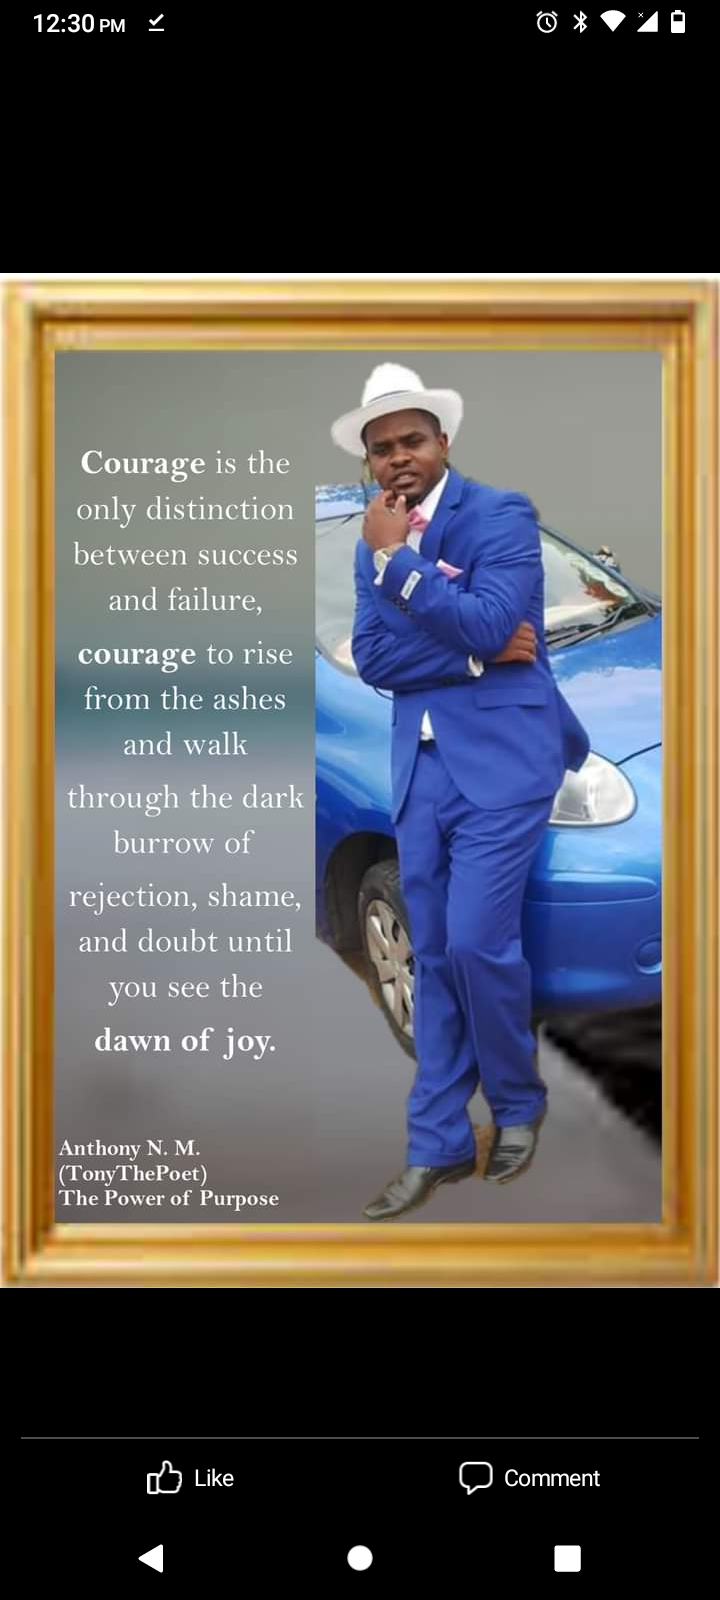 12:30 PM
Courage is the
only distinction
between success
and failure,
courage to rise
from the ashes
and walk
through the dark
burrow of
rejection, shame,
and doubt until
you see the
dawn of joy.
Anthony N. M.
(TonyThePoet)
The Power of Purpose
Like
Comment